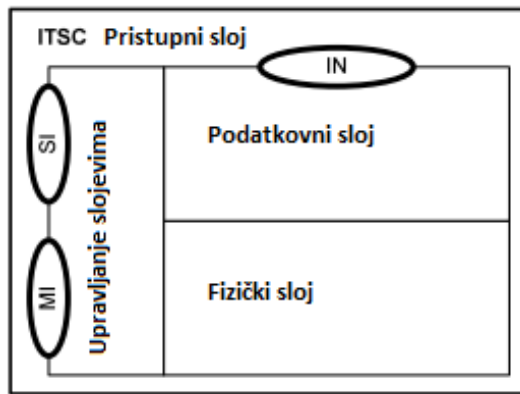 ITSC Pristupni sloj
IN
SI
Podatkovni sloj
Upravljanje slojevima
MI
Fizički sloj